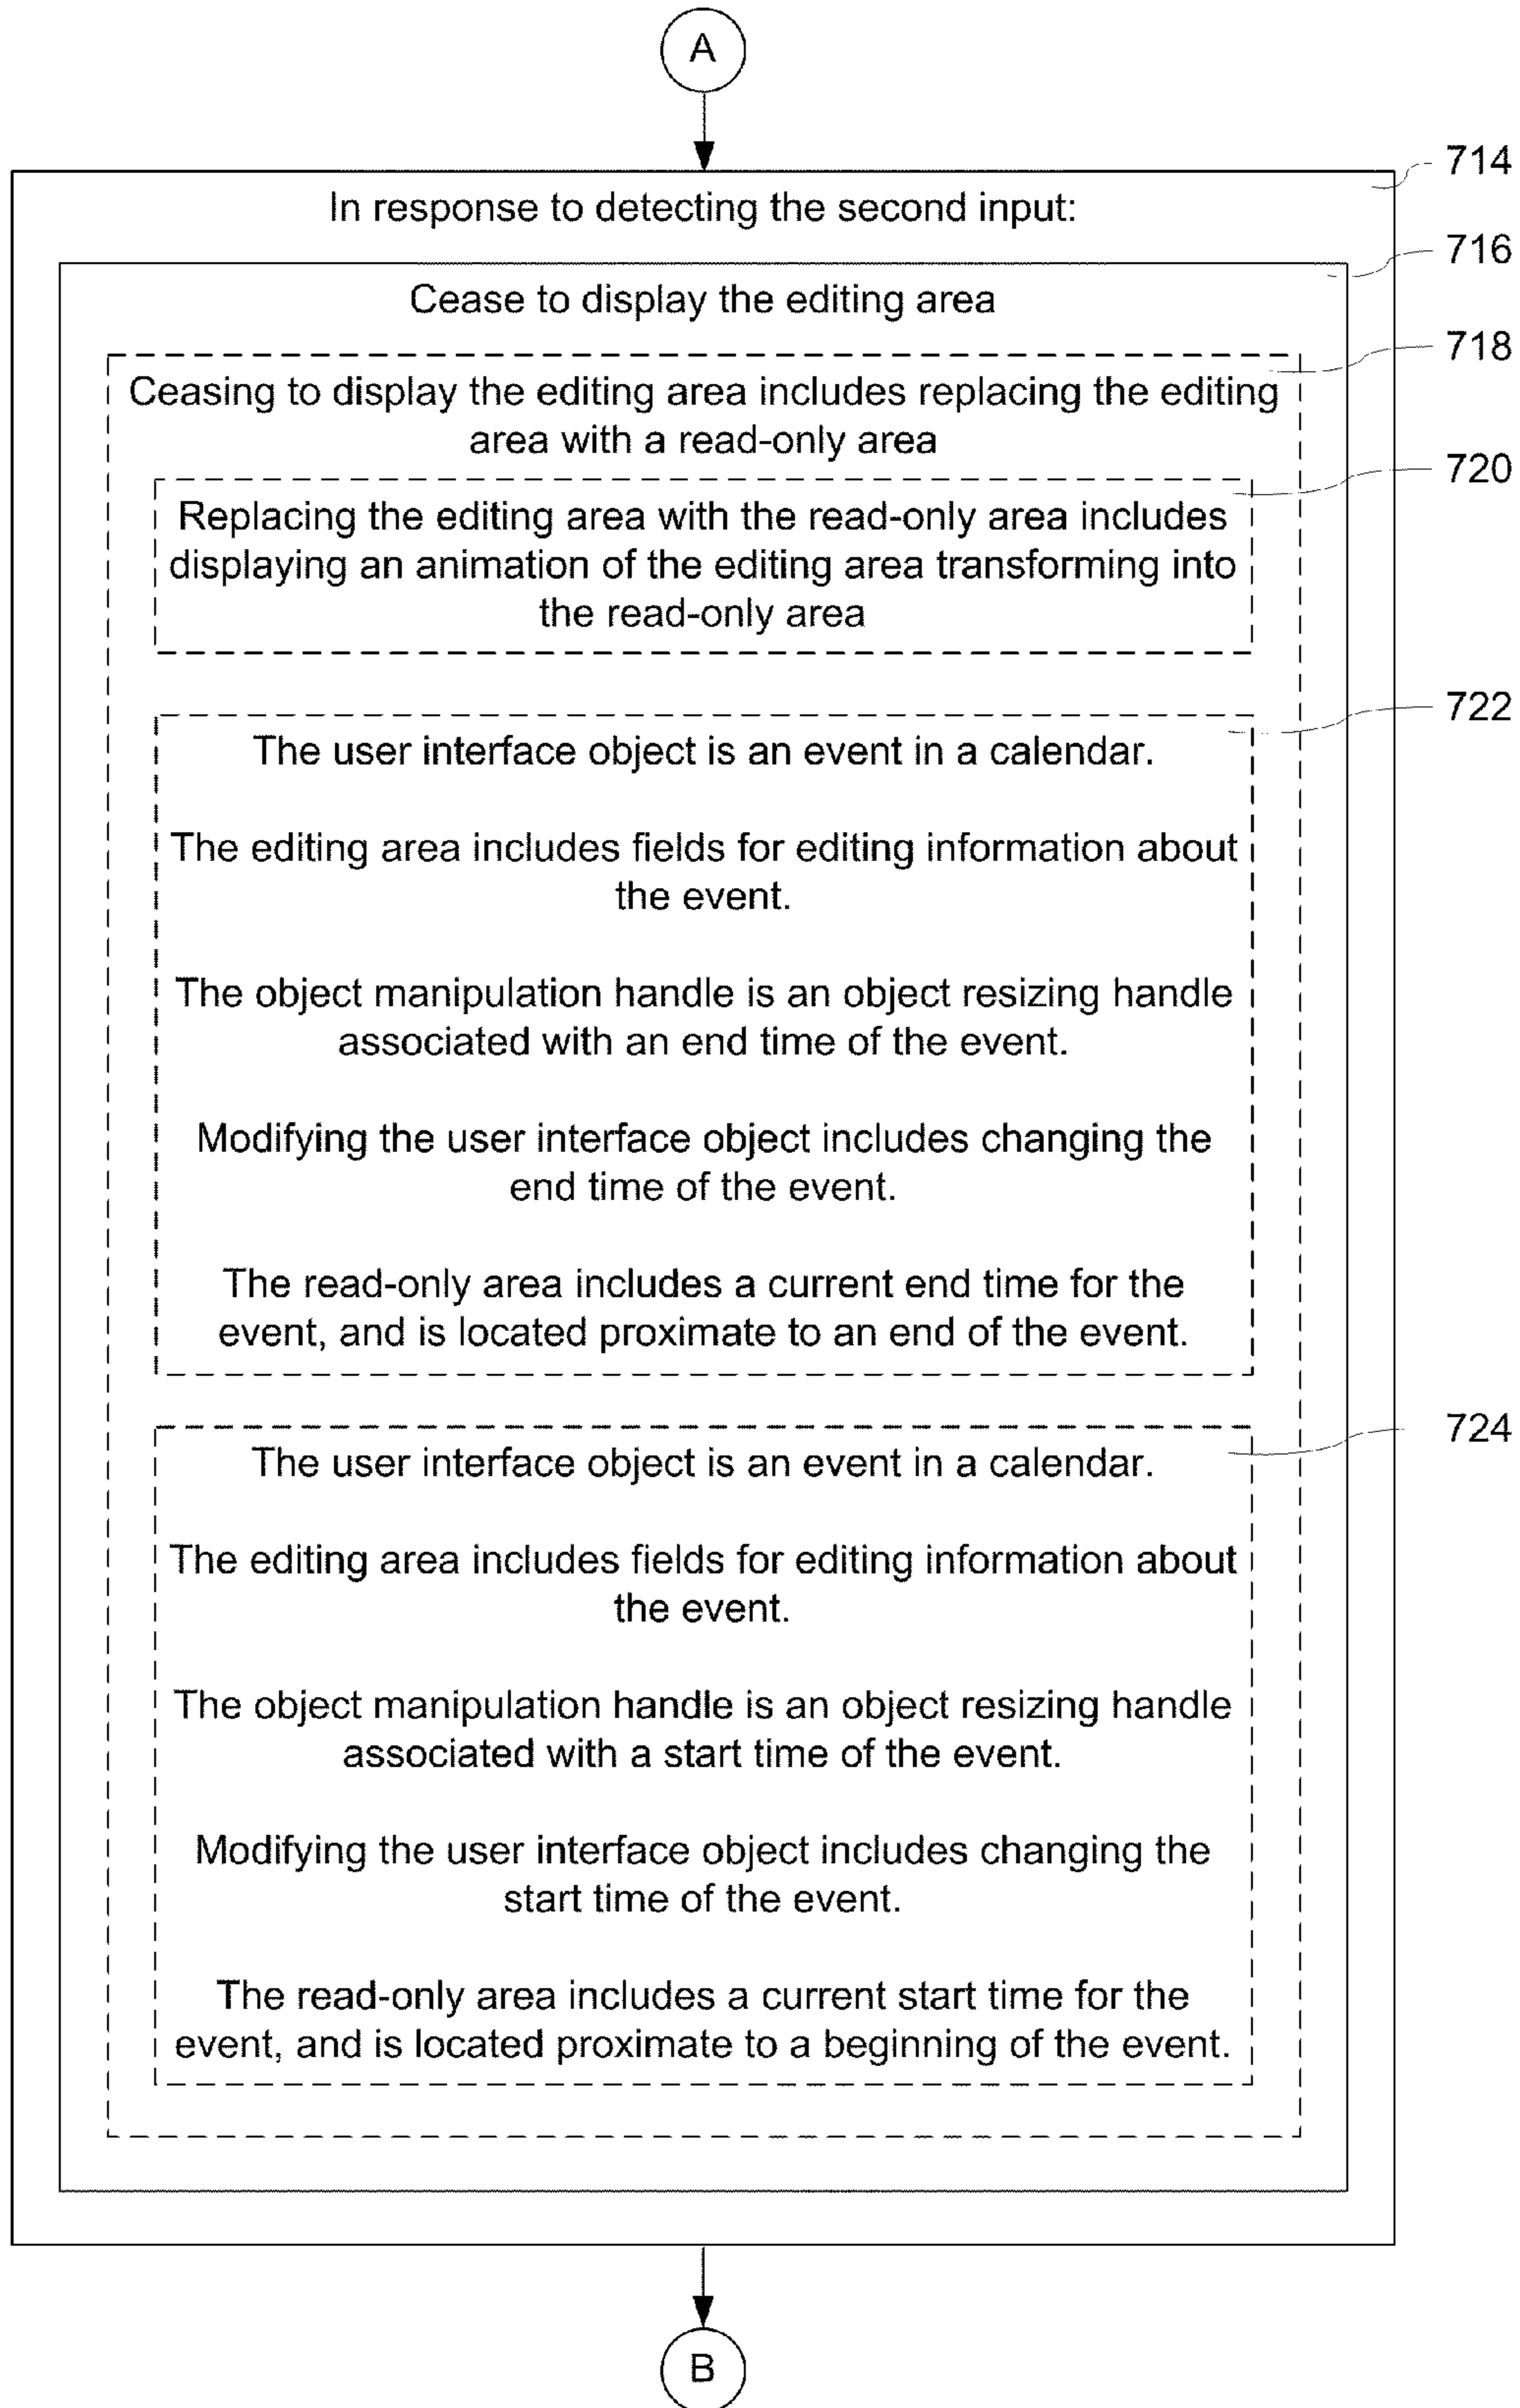 A
714
In response to detecting the second input:
716
Cease to display the editing area
718
Ceasing to display the editing area includes replacing the editing
area with a read-only area
720
Replacing the editing area with the read-only area includes
displaying an animation of the editing area transforming into
the read-only area
722
The user interface object is an event in a calendar.
The editing area includes fields for editing information about
the event.
The object manipulation handle is an object resizing handle
associated with an end time of the event.
Modifying the user interface object includes changing the
end time of the event.
The read-only area includes a current end time for the
event, and is located proximate to an end of the event.
724
The user interface object is an event in a calendar.
The editing area includes fields for editing information about
the event.
The object manipulation handle is an object resizing handle
associated with a start time of the event.
Modifying the user interface object includes changing the
start time of the event.
The read-only area includes a current start time for the
event, and is located proximate to a beginning of the event.
B